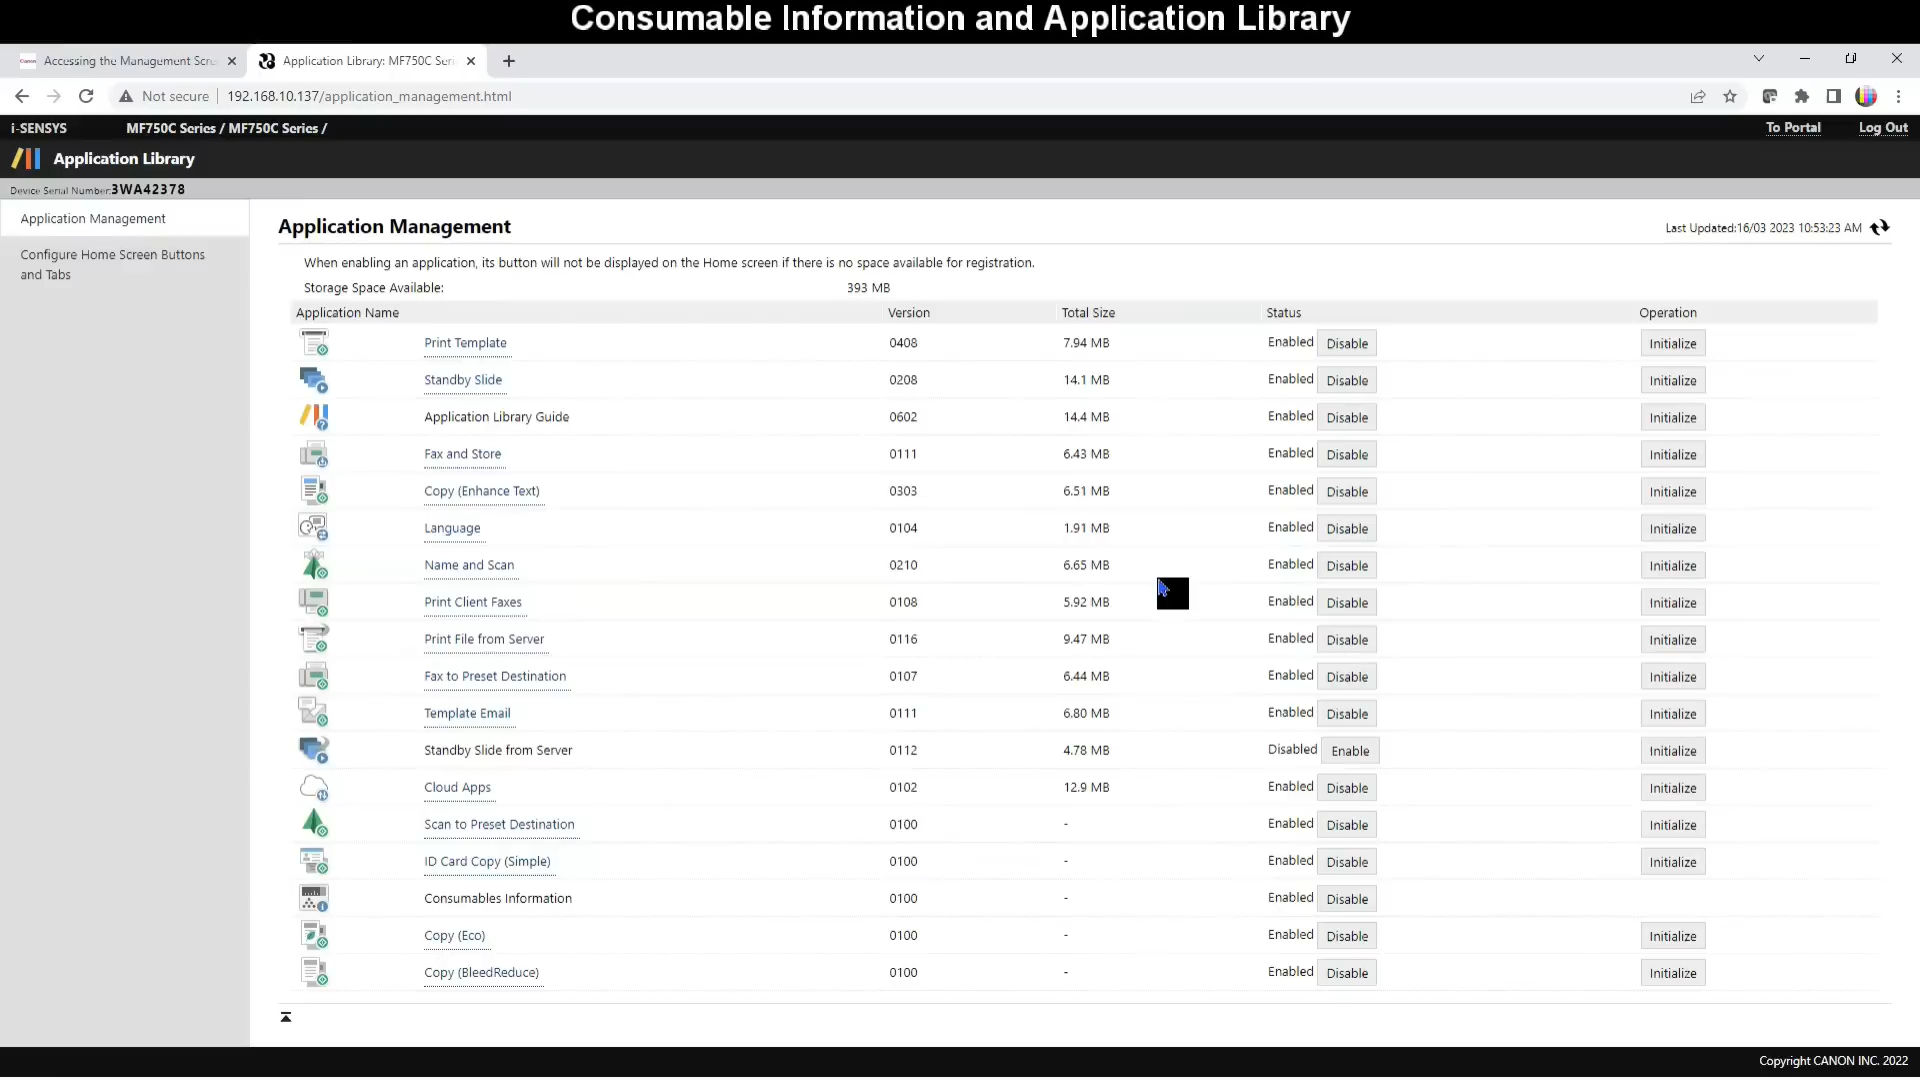 Consumable Information and Application Library
Accessing the Management Scre
Application Library: MF750C Seri
Not secure
192.168.10.137/application_management.html
i-SENSYS
MF750C Series / MF750C Series /
To Portal
Log Out
Application Library
Device Serial Number:3WA42378
Application Management
Configure Home Screen Buttons
and Tabs
Application Management
Last Updated:16/03 2023 10:53:23 AM
When enabling an application, its button will not be displayed on the Home screen if there is no space available for registration.
Storage Space Available: 393 MB
Application Name Version Total Size Status Operation
Print Template 0408 7.94 MB Enabled Disable Initialize
Standby Slide 0208 14.1 MB Enabled Disable Initialize
Application Library Guide 0602 14.4 MB Enabled Disable Initialize
Fax and Store 0111 6.43 MB Enabled Disable Initialize
Copy (Enhance Text) 0303 6.51 MB Enabled Disable Initialize
Language 0104 1.91 MB Enabled Disable Initialize
Name and Scan 0210 6.65 MB Enabled Disable Initialize
Print Client Faxes 0108 5.92 MB Enabled Disable Initialize
Print File from Server 0116 9.47 MB Enabled Disable Initialize
Fax to Preset Destination 0107 6.44 MB Enabled Disable Initialize
Template Email 0111 6.80 MB Enabled Disable Initialize
Standby Slide from Server 0112 4.78 MB Disabled Enable Initialize
Cloud Apps 0102 12.9 MB Enabled Disable Initialize
Scan to Preset Destination 0100 - Enabled Disable Initialize
ID Card Copy (Simple) 0100 - Enabled Disable Initialize
Consumables Information 0100 - Enabled Disable
Copy (Eco) 0100 - Enabled Disable Initialize
Copy (BleedReduce) 0100 - Enabled Disable Initialize
Copyright CANON INC. 2022